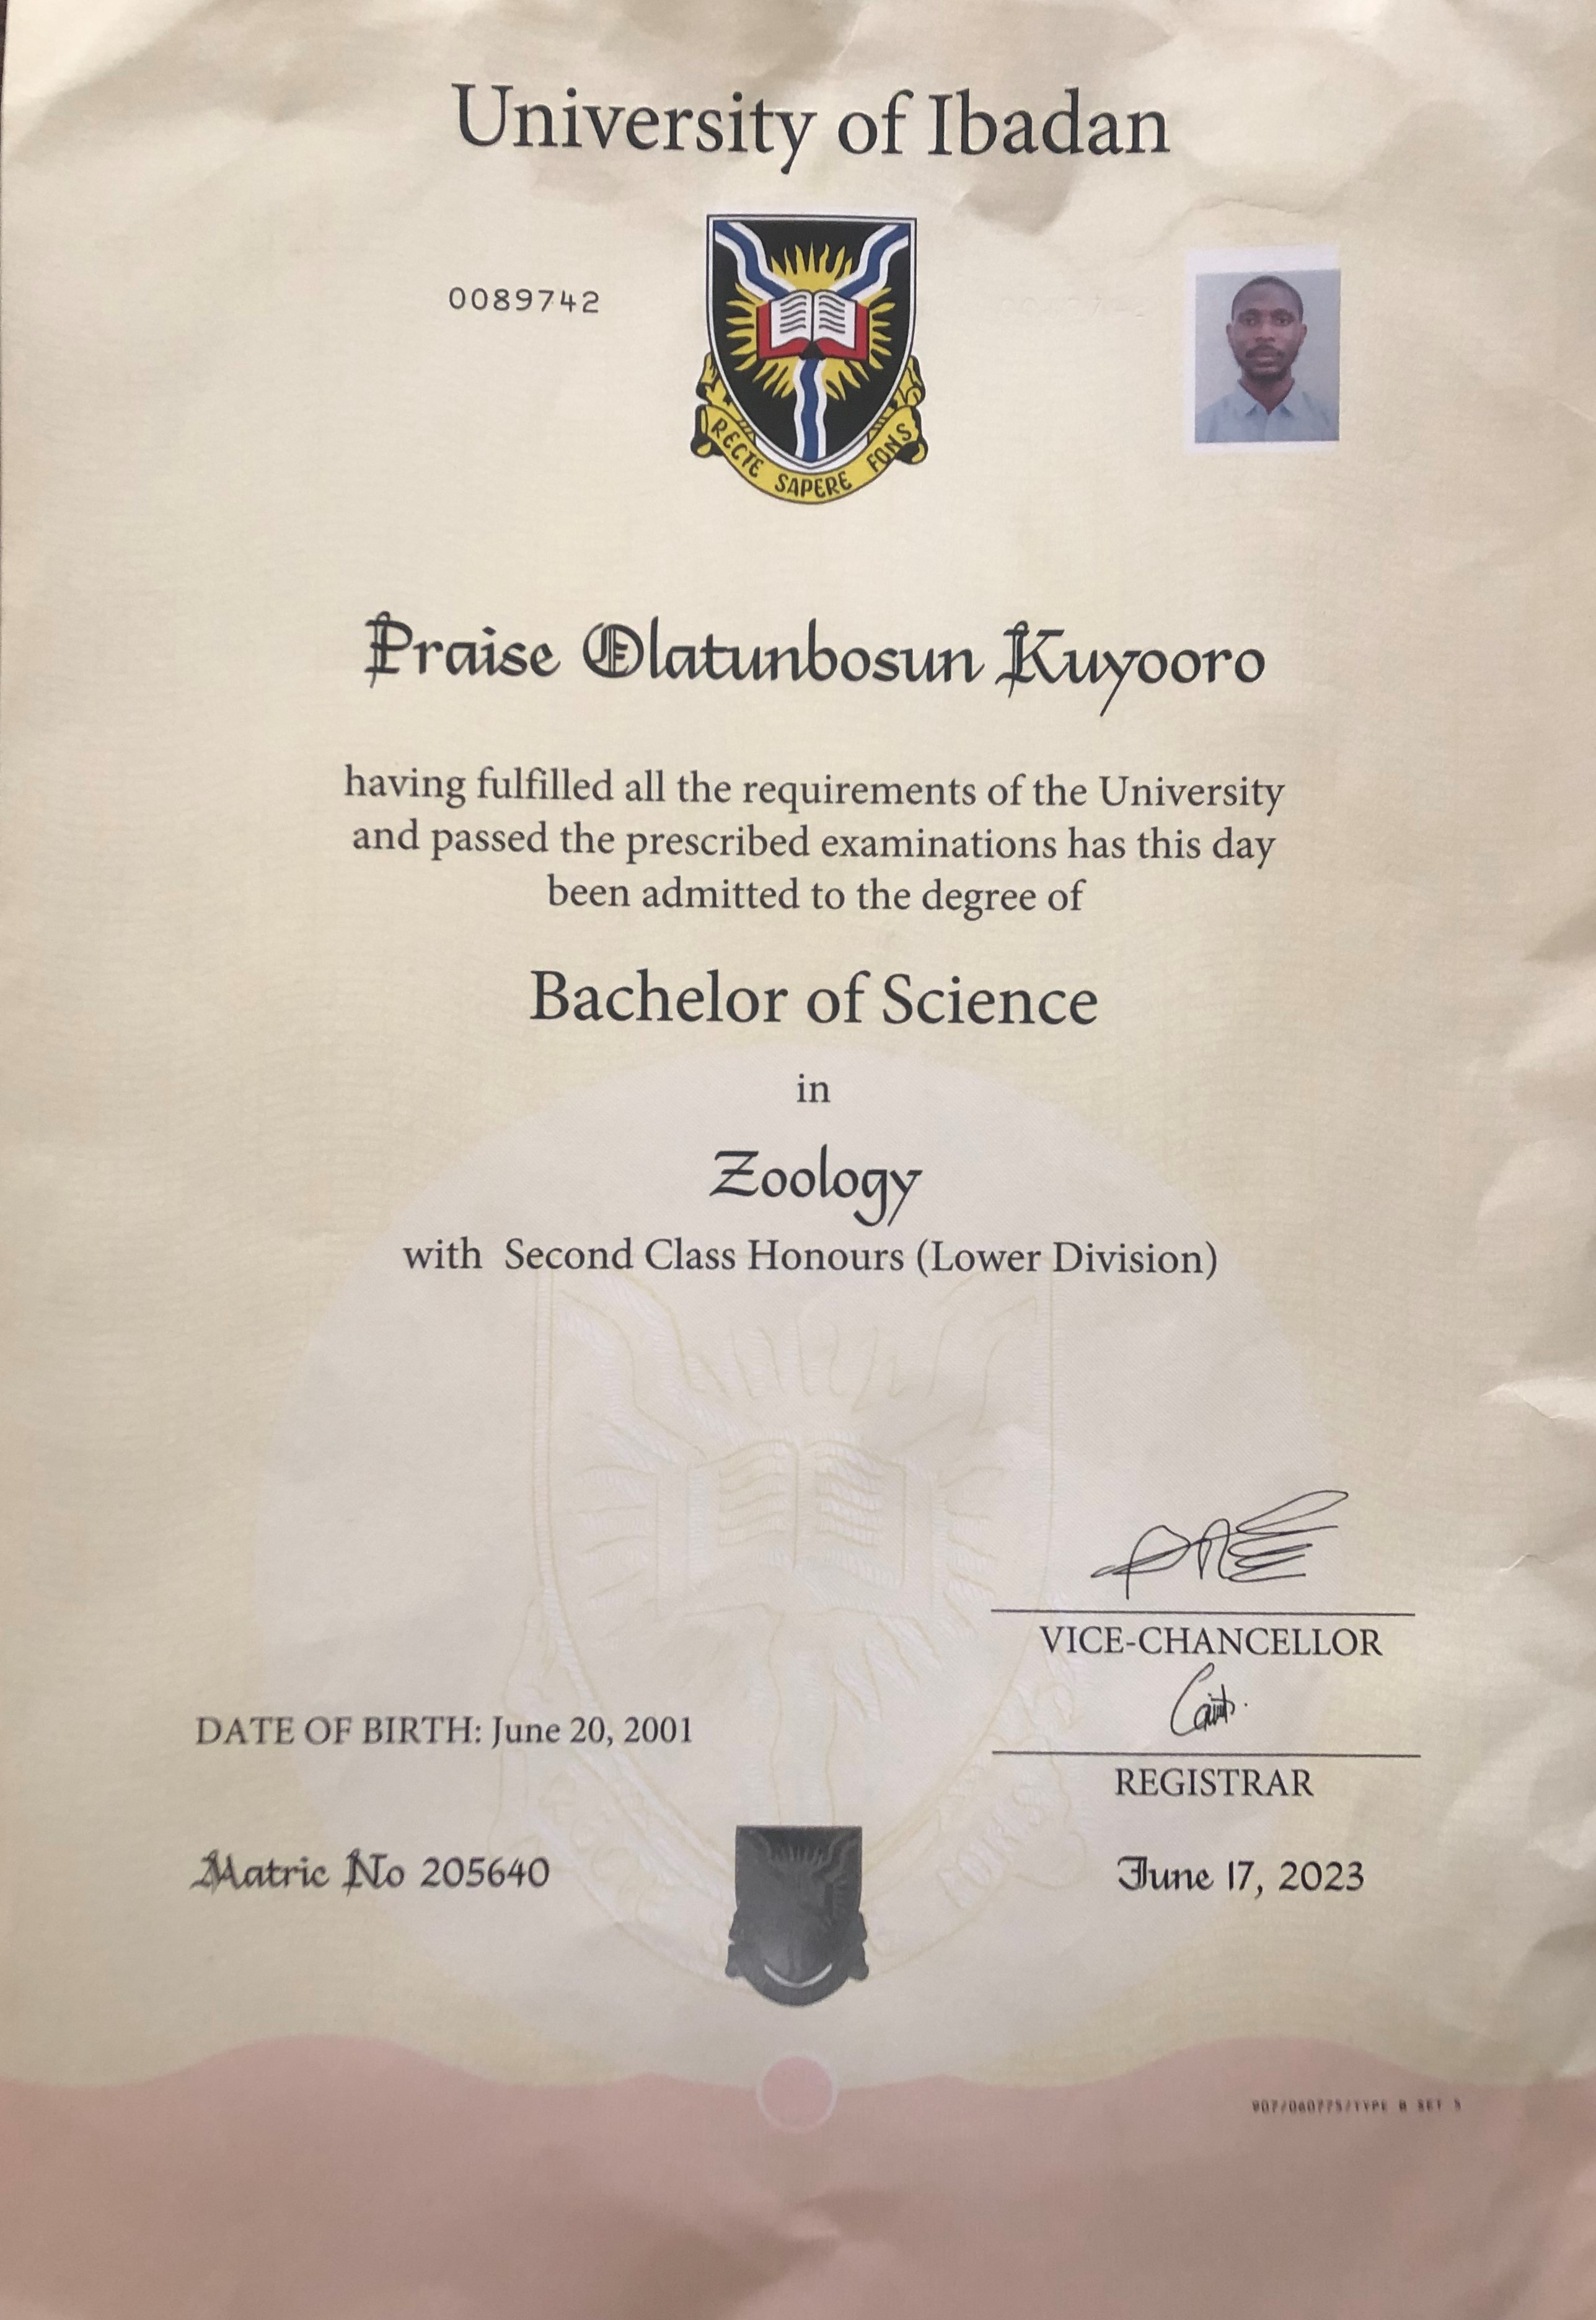 University of Ibadan
0089742
RECTE SAPERE FONS
Praise Olatunbosun Kuyooro
having fulfilled all the requirements of the University
and passed the prescribed examinations has this day
been admitted to the degree of
Bachelor of Science
in
Zoology
with Second Class Honours (Lower Division)
VICE-CHANCELLOR
DATE OF BIRTH: June 20, 2001
REGISTRAR
Matric No 205640
June 17, 2023